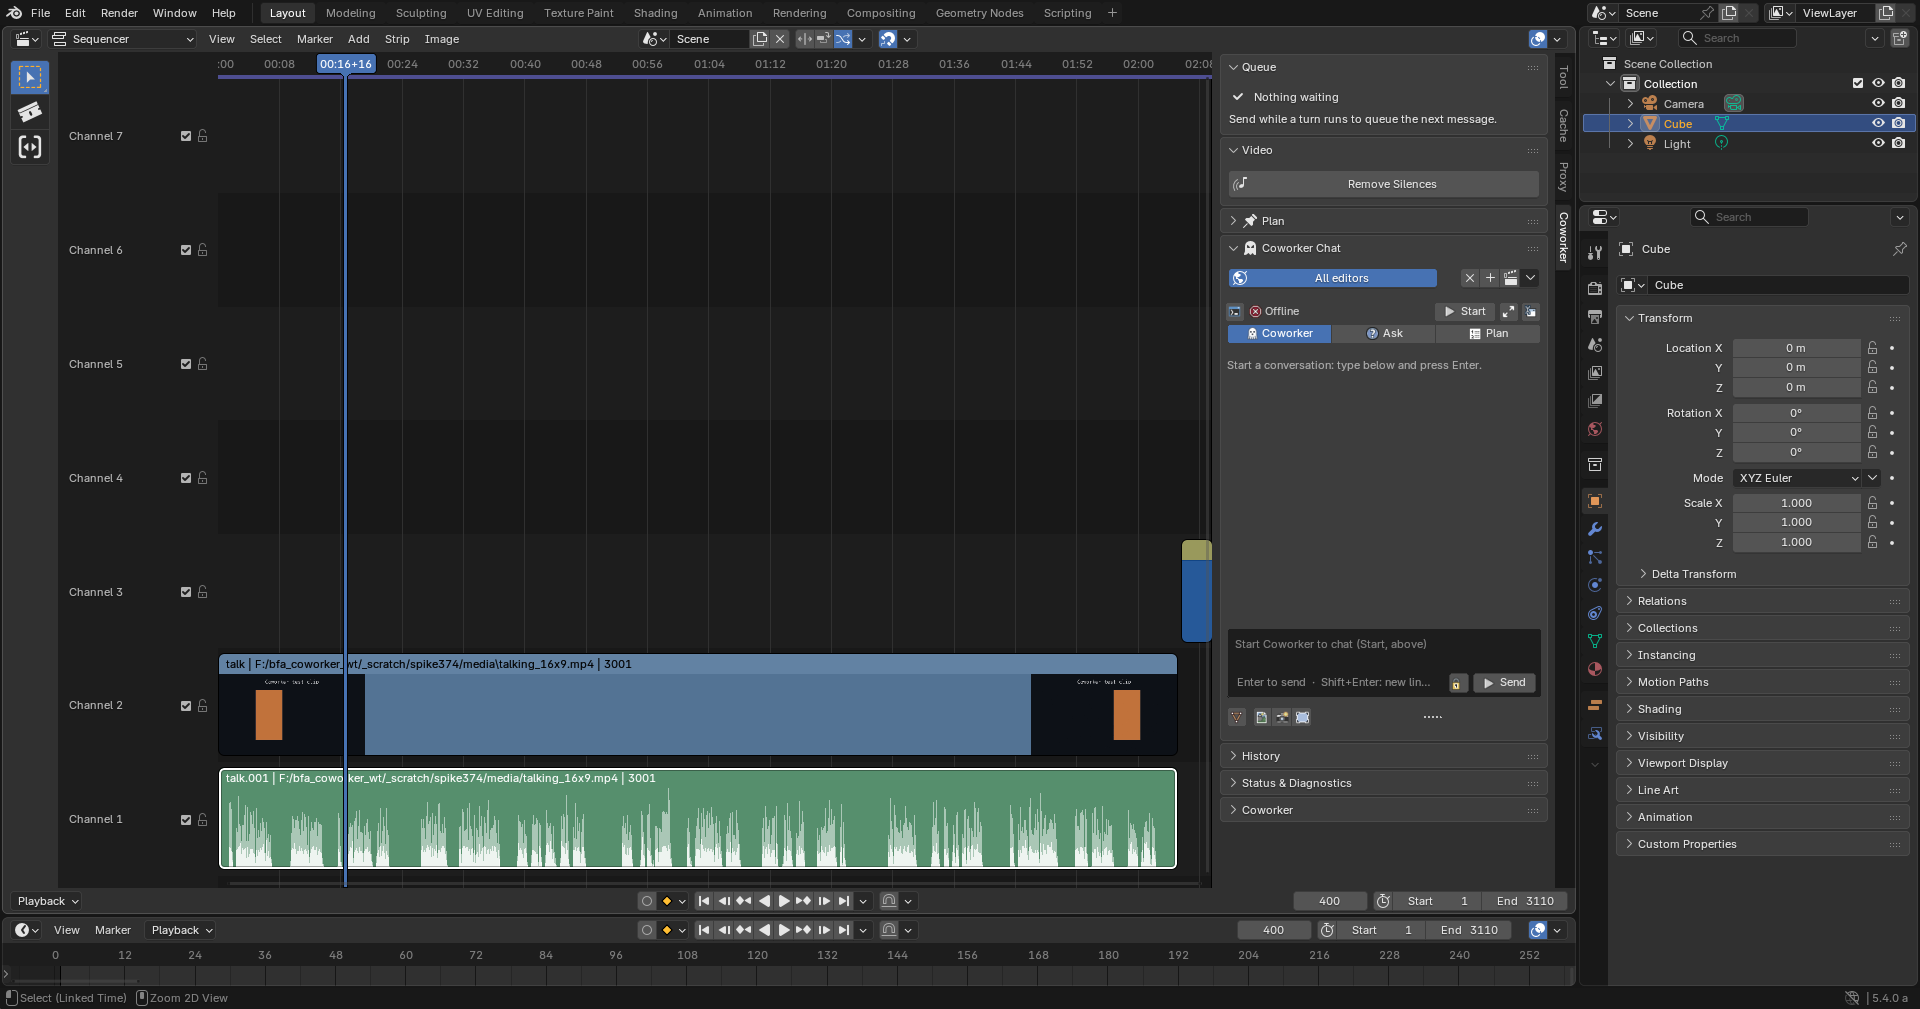 File Edit Render Window Help Layout Modeling Sculpting UV Editing Texture Paint Shading Animation Rendering Compositing Geometry Nodes Scripting Scene ViewLayer
Sequencer View Select Marker Add Strip Image Scene Search
:00 00:08 00:16+16 00:24 00:32 00:40 00:48 00:56 01:04 01:12 01:20 01:28 01:36 01:44 01:52 02:00 02:08
Channel 7
Channel 6
Channel 5
Channel 4
Channel 3
Channel 2
Channel 1
talk | F:/bfa_coworker_wt/_scratch/spike374/media\talking_16x9.mp4 | 3001
Coworker test clip
Coworker test clip
talk.001 | F:/bfa_coworker_wt/_scratch/spike374/media/talking_16x9.mp4 | 3001
Queue
Nothing waiting
Send while a turn runs to queue the next message.
Video
Remove Silences
Plan
Coworker Chat
All editors
Offline Start
Coworker Ask Plan
Start a conversation: type below and press Enter.
Start Coworker to chat (Start, above)
Enter to send · Shift+Enter: new lin... Send
History
Status & Diagnostics
Coworker
Tool
Cache
Proxy
Coworker
Scene Collection
Collection
Camera
Cube
Light
Search
Cube
Cube
Transform
Location X 0 m
Y 0 m
Z 0 m
Rotation X 0°
Y 0°
Z 0°
Mode XYZ Euler
Scale X 1.000
Y 1.000
Z 1.000
Delta Transform
Relations
Collections
Instancing
Motion Paths
Shading
Visibility
Viewport Display
Line Art
Animation
Custom Properties
Playback 400 Start 1 End 3110
View Marker Playback 400 Start 1 End 3110
0 12 24 36 48 60 72 84 96 108 120 132 144 156 168 180 192 204 216 228 240 252
Select (Linked Time) Zoom 2D View 5.4.0 a